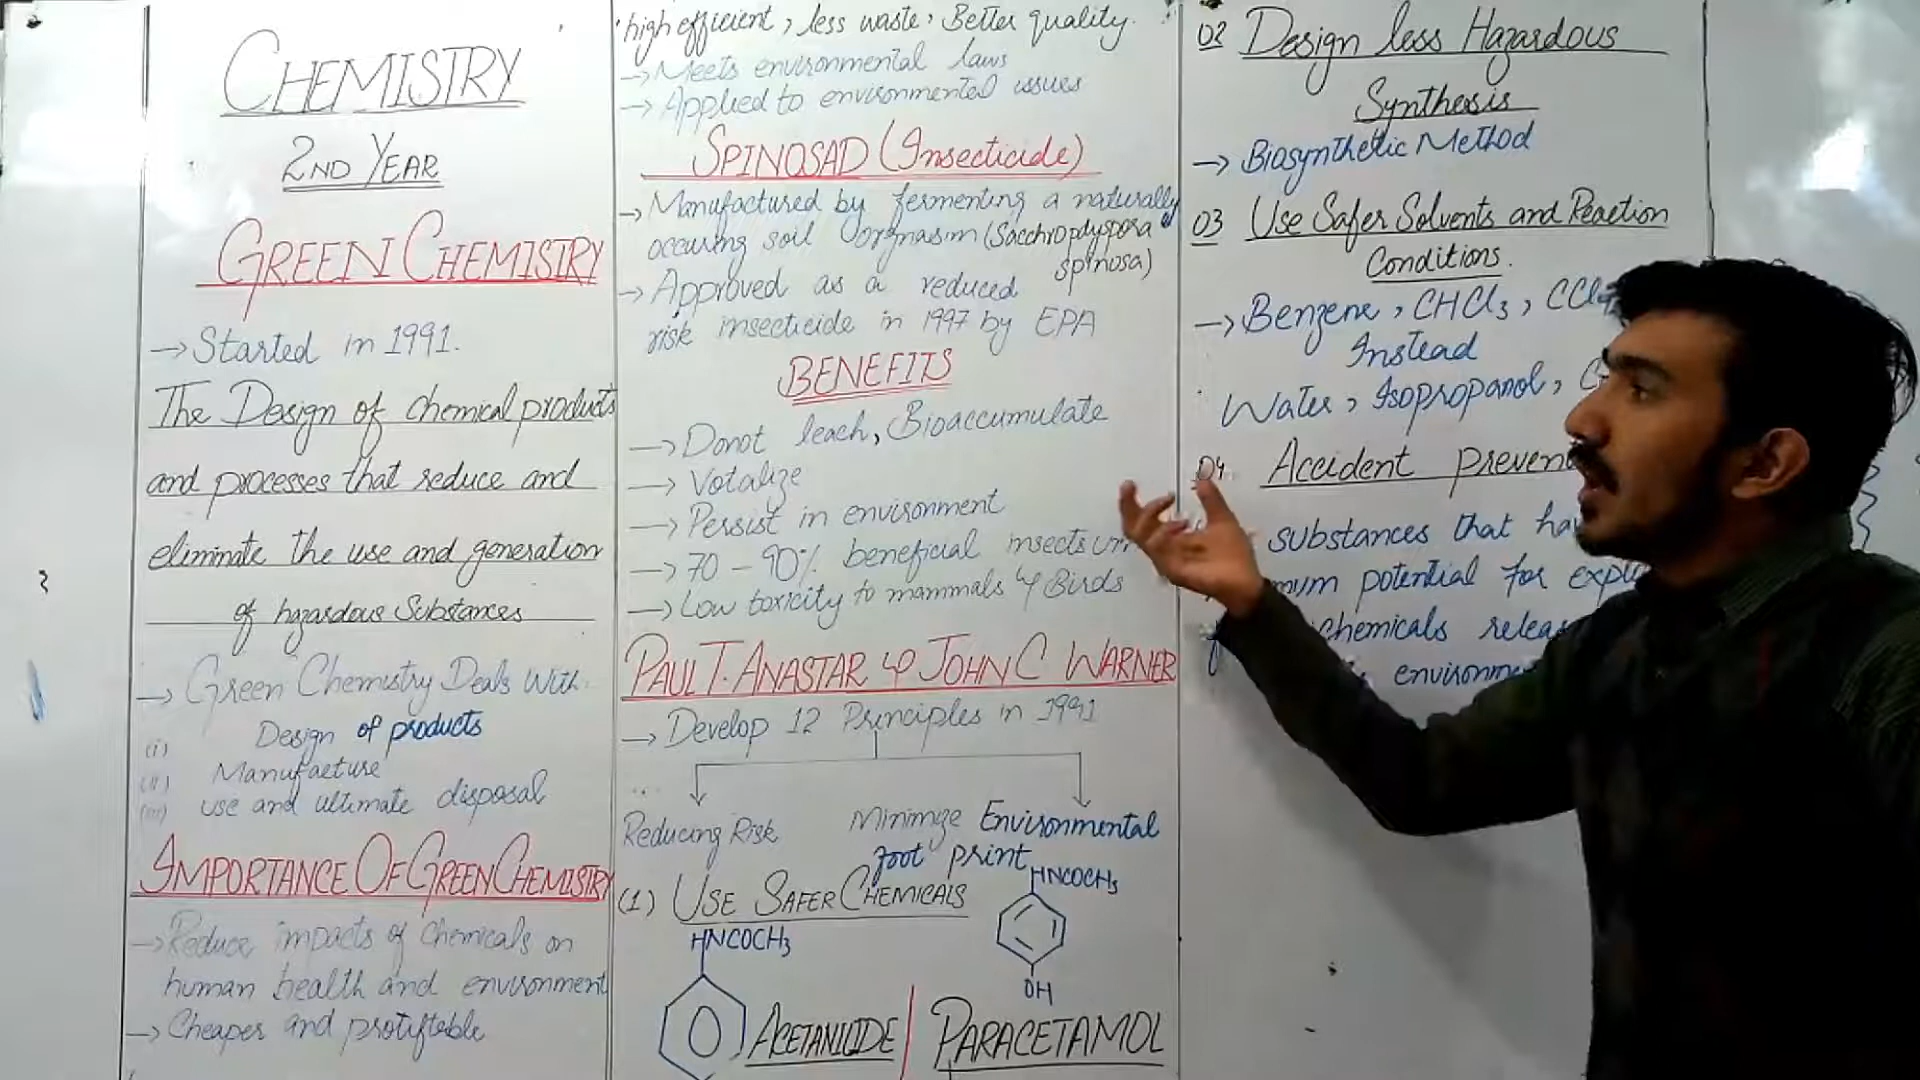 CHEMISTRY
2ND YEAR
GREEN CHEMISTRY
→ Started in 1991.
The Design of chemical products
and processes that reduce and
eliminate the use and generation
of hazardous Substances
→ Green Chemistry Deals With
(i) Design of products
(ii) Manufacture
(iii) use and ultimate disposal
IMPORTANCE OF GREEN CHEMISTRY
→ Reduce impacts of chemicals on
human health and environment
→ Cheaper and protiftable
high efficient, less waste, Better quality.
→ Meets environmental laws
→ Applied to environmental issues
SPINOSAD (Insecticide)
→ Manufactured by fermenting a naturally
occuring soil orgnasim (Sacchropdyspora
spinosa)
→ Approved as a reduced
risk insecticide in 1997 by EPA
BENEFITS
→ Donot leach, Bioaccumulate
→ Votalize
→ Persist in environment
→ 70 - 90% beneficial insects
→ Low toxicity to mammals & Birds
PAUL T. ANASTAR & JOHN C WARNER
→ Develop 12 Principles in 1991
Reducing Risk
Minimize Environmental
foot print
(1) USE SAFER CHEMICALS
HNCOCH3
HNCOCH3
OH
ACETANILIDE
PARACETAMOL
02 Design less Hazardous
Synthesis
→ Biosynthetic Method
03 Use Safer Solvents and Reaction
Conditions.
→ Benzene, CHCl3, CCl4
Instead
Water, Isopropanol,
04. Accident
substances that
potential for
chemicals